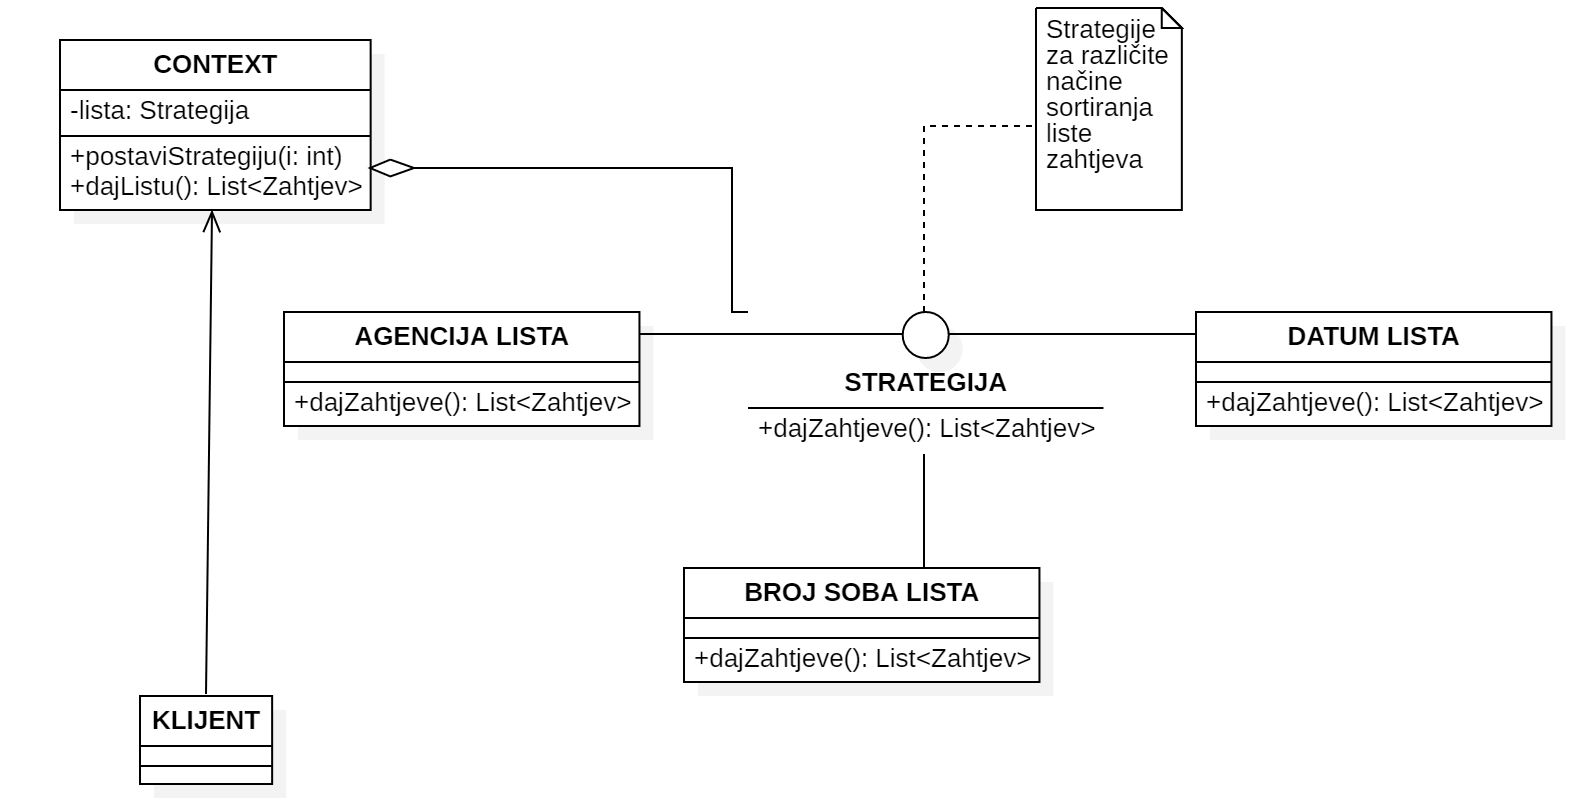 CONTEXT
-lista: Strategija
+postaviStrategiju(i: int)
+dajListu(): List<Zahtjev>
Strategije
za različite
načine
sortiranja
liste
zahtjeva
AGENCIJA LISTA
+dajZahtjeve(): List<Zahtjev>
STRATEGIJA
+dajZahtjeve(): List<Zahtjev>
DATUM LISTA
+dajZahtjeve(): List<Zahtjev>
BROJ SOBA LISTA
+dajZahtjeve(): List<Zahtjev>
KLIJENT